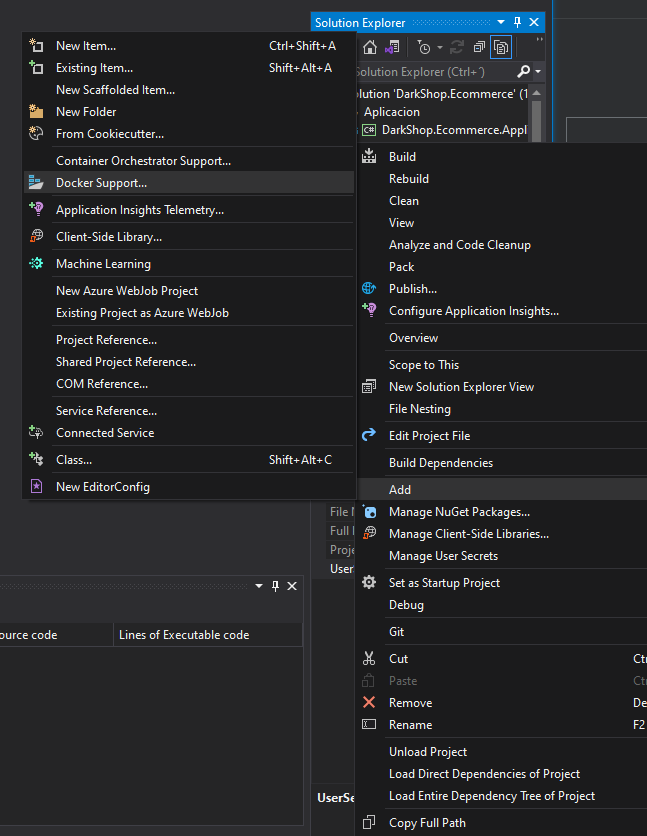 Solution Explorer
Solution Explorer (Ctrl+´)
olution 'DarkShop.Ecommerce' (1
Aplicacion
DarkShop.Ecommerce.Appl
New Item... Ctrl+Shift+A
Existing Item... Shift+Alt+A
New Scaffolded Item...
New Folder
From Cookiecutter...
Container Orchestrator Support...
Docker Support...
Application Insights Telemetry...
Client-Side Library...
Machine Learning
New Azure WebJob Project
Existing Project as Azure WebJob
Project Reference...
Shared Project Reference...
COM Reference...
Service Reference...
Connected Service
Class... Shift+Alt+C
New EditorConfig
Build
Rebuild
Clean
View
Analyze and Code Cleanup
Pack
Publish...
Configure Application Insights...
Overview
Scope to This
New Solution Explorer View
File Nesting
Edit Project File
Build Dependencies
Add
Manage NuGet Packages...
Manage Client-Side Libraries...
Manage User Secrets
Set as Startup Project
Debug
Git
Cut Ctr
Paste Ctr
Remove De
Rename F2
Unload Project
Load Direct Dependencies of Project
Load Entire Dependency Tree of Project
Copy Full Path
File N
Full
Proje
User
ource code Lines of Executable code
UserSe